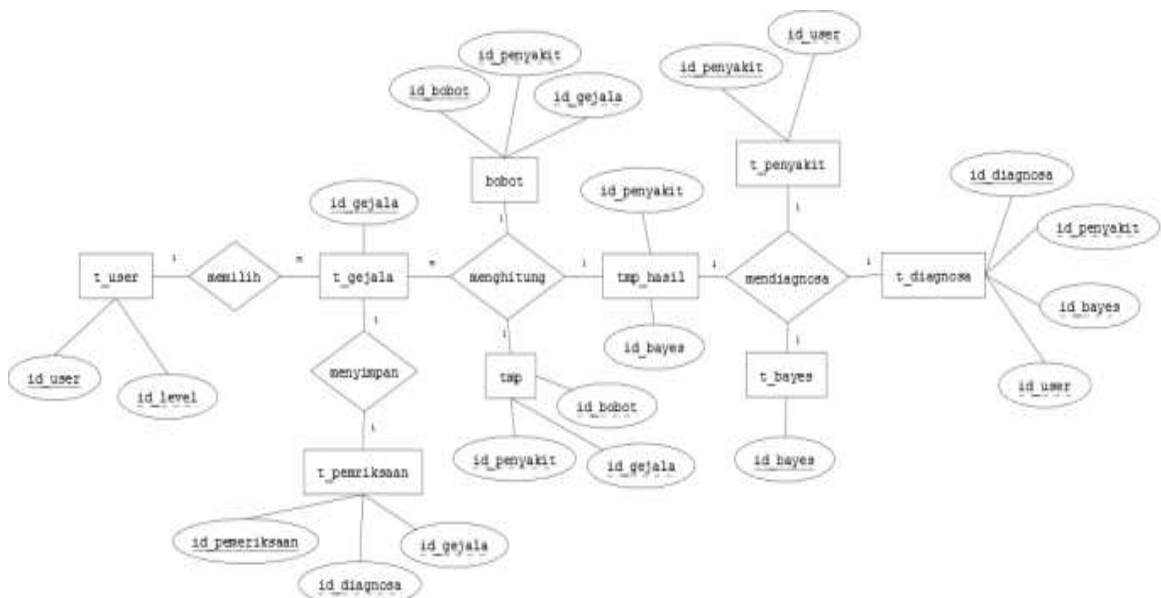 id_user
id_penyakit
id_penyakit
id_bobot
id_gejala
t_penyakit
bobot
id_diagnosa
id_penyakit
id_gejala
1
1
id_penyakit
t_user
1
memilih
m
t_gejala
m
menghitung
1
tmp_hasil
1
mendiagnosa
1
t_diagnosa
1
id_bayes
1
1
id_bayes
menyimpan
tmp
t_bayes
id_user
id_user
id_level
id_bobot
1
id_penyakit
id_gejala
id_bayes
t_pemriksaan
id_pemeriksaan
id_gejala
id_diagnosa